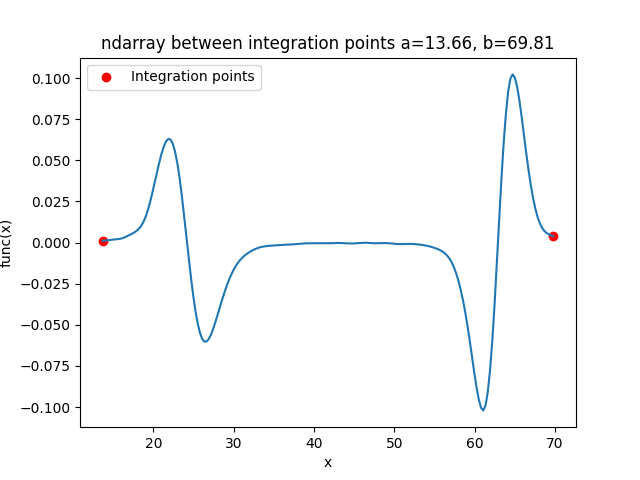 ndarray between integration points a=13.66, b=69.81
Integration points
0.100
0.075
0.050
0.025
0.000
−0.025
−0.050
−0.075
−0.100
func(x)
20 30 40 50 60 70
x